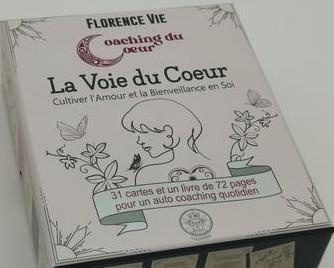 FLORENCE VIE
Coaching du
Cœur
La Voie du Coeur
Cultiver l'Amour et la Bienveillance en Soi
31 cartes et un livre de 72 pages
pour un auto coaching quotidien